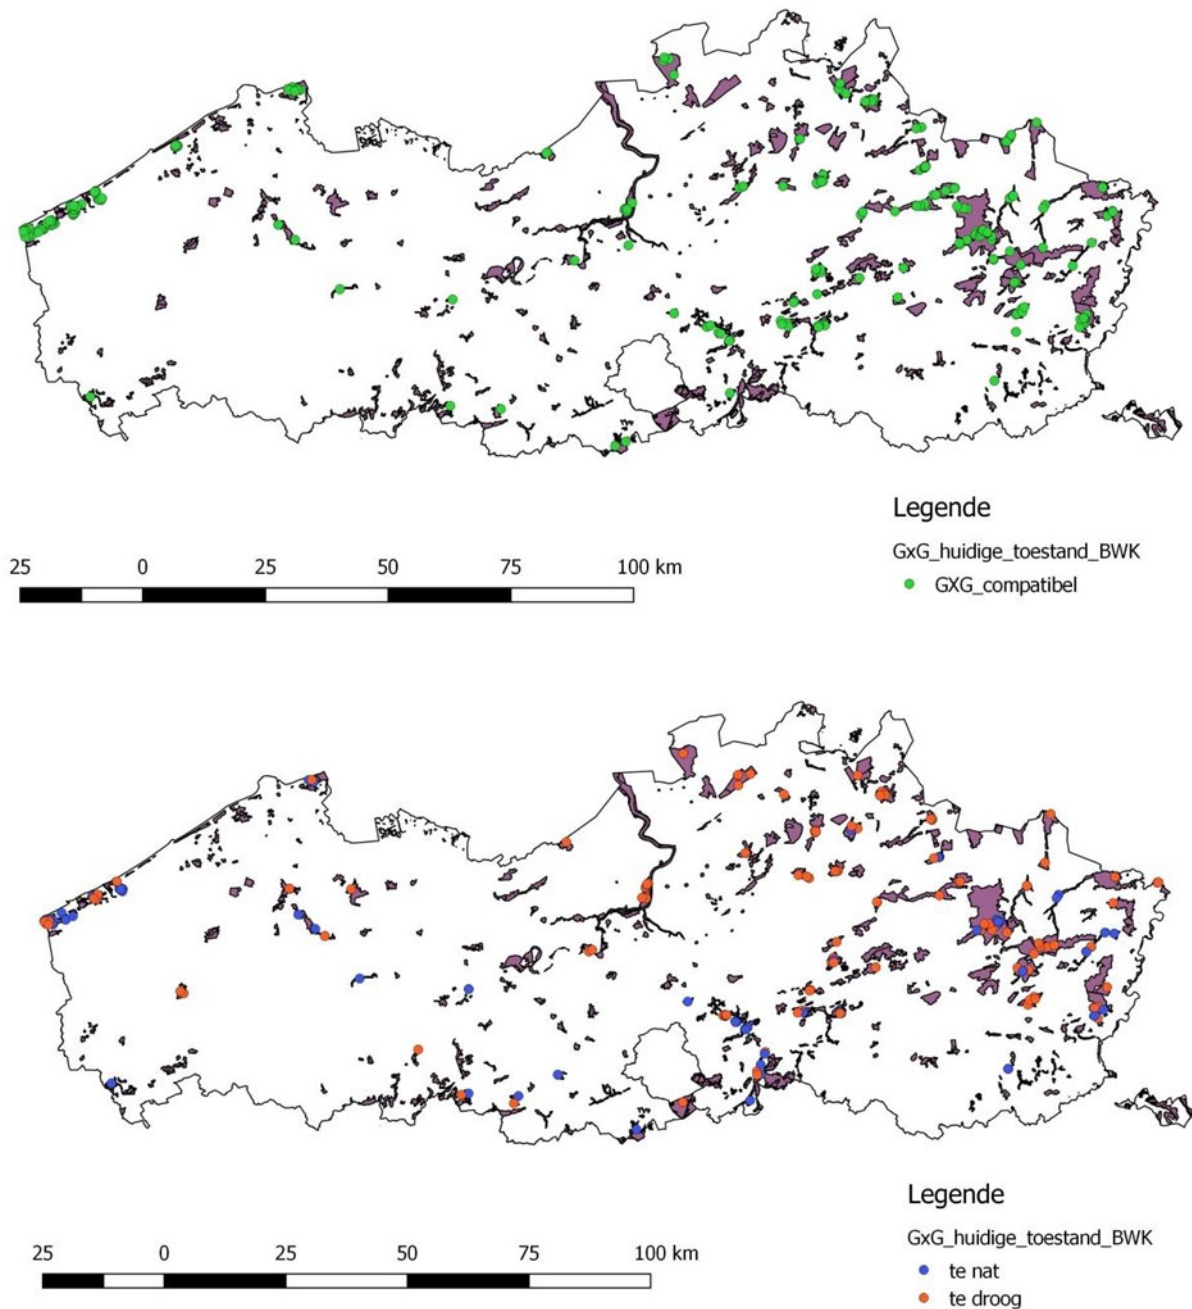 Legende
GxG_huidige_toestand_BWK
GXG_compatibel
25 0 25 50 75 100 km
Legende
GxG_huidige_toestand_BWK
te nat
te droog
25 0 25 50 75 100 km